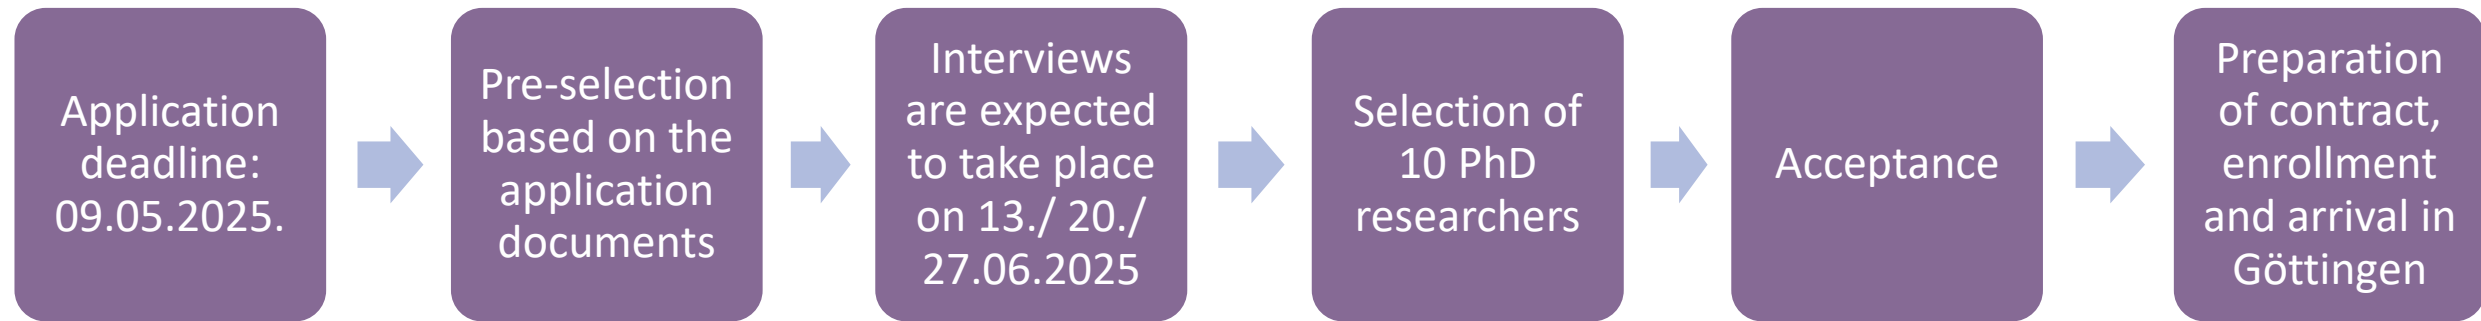 Application
deadline:
09.05.2025.
Pre-selection
based on the
application
documents
Interviews
are expected
to take place
on 13./ 20./
27.06.2025
Selection of
10 PhD
researchers
Acceptance
Preparation
of contract,
enrollment
and arrival in
Göttingen